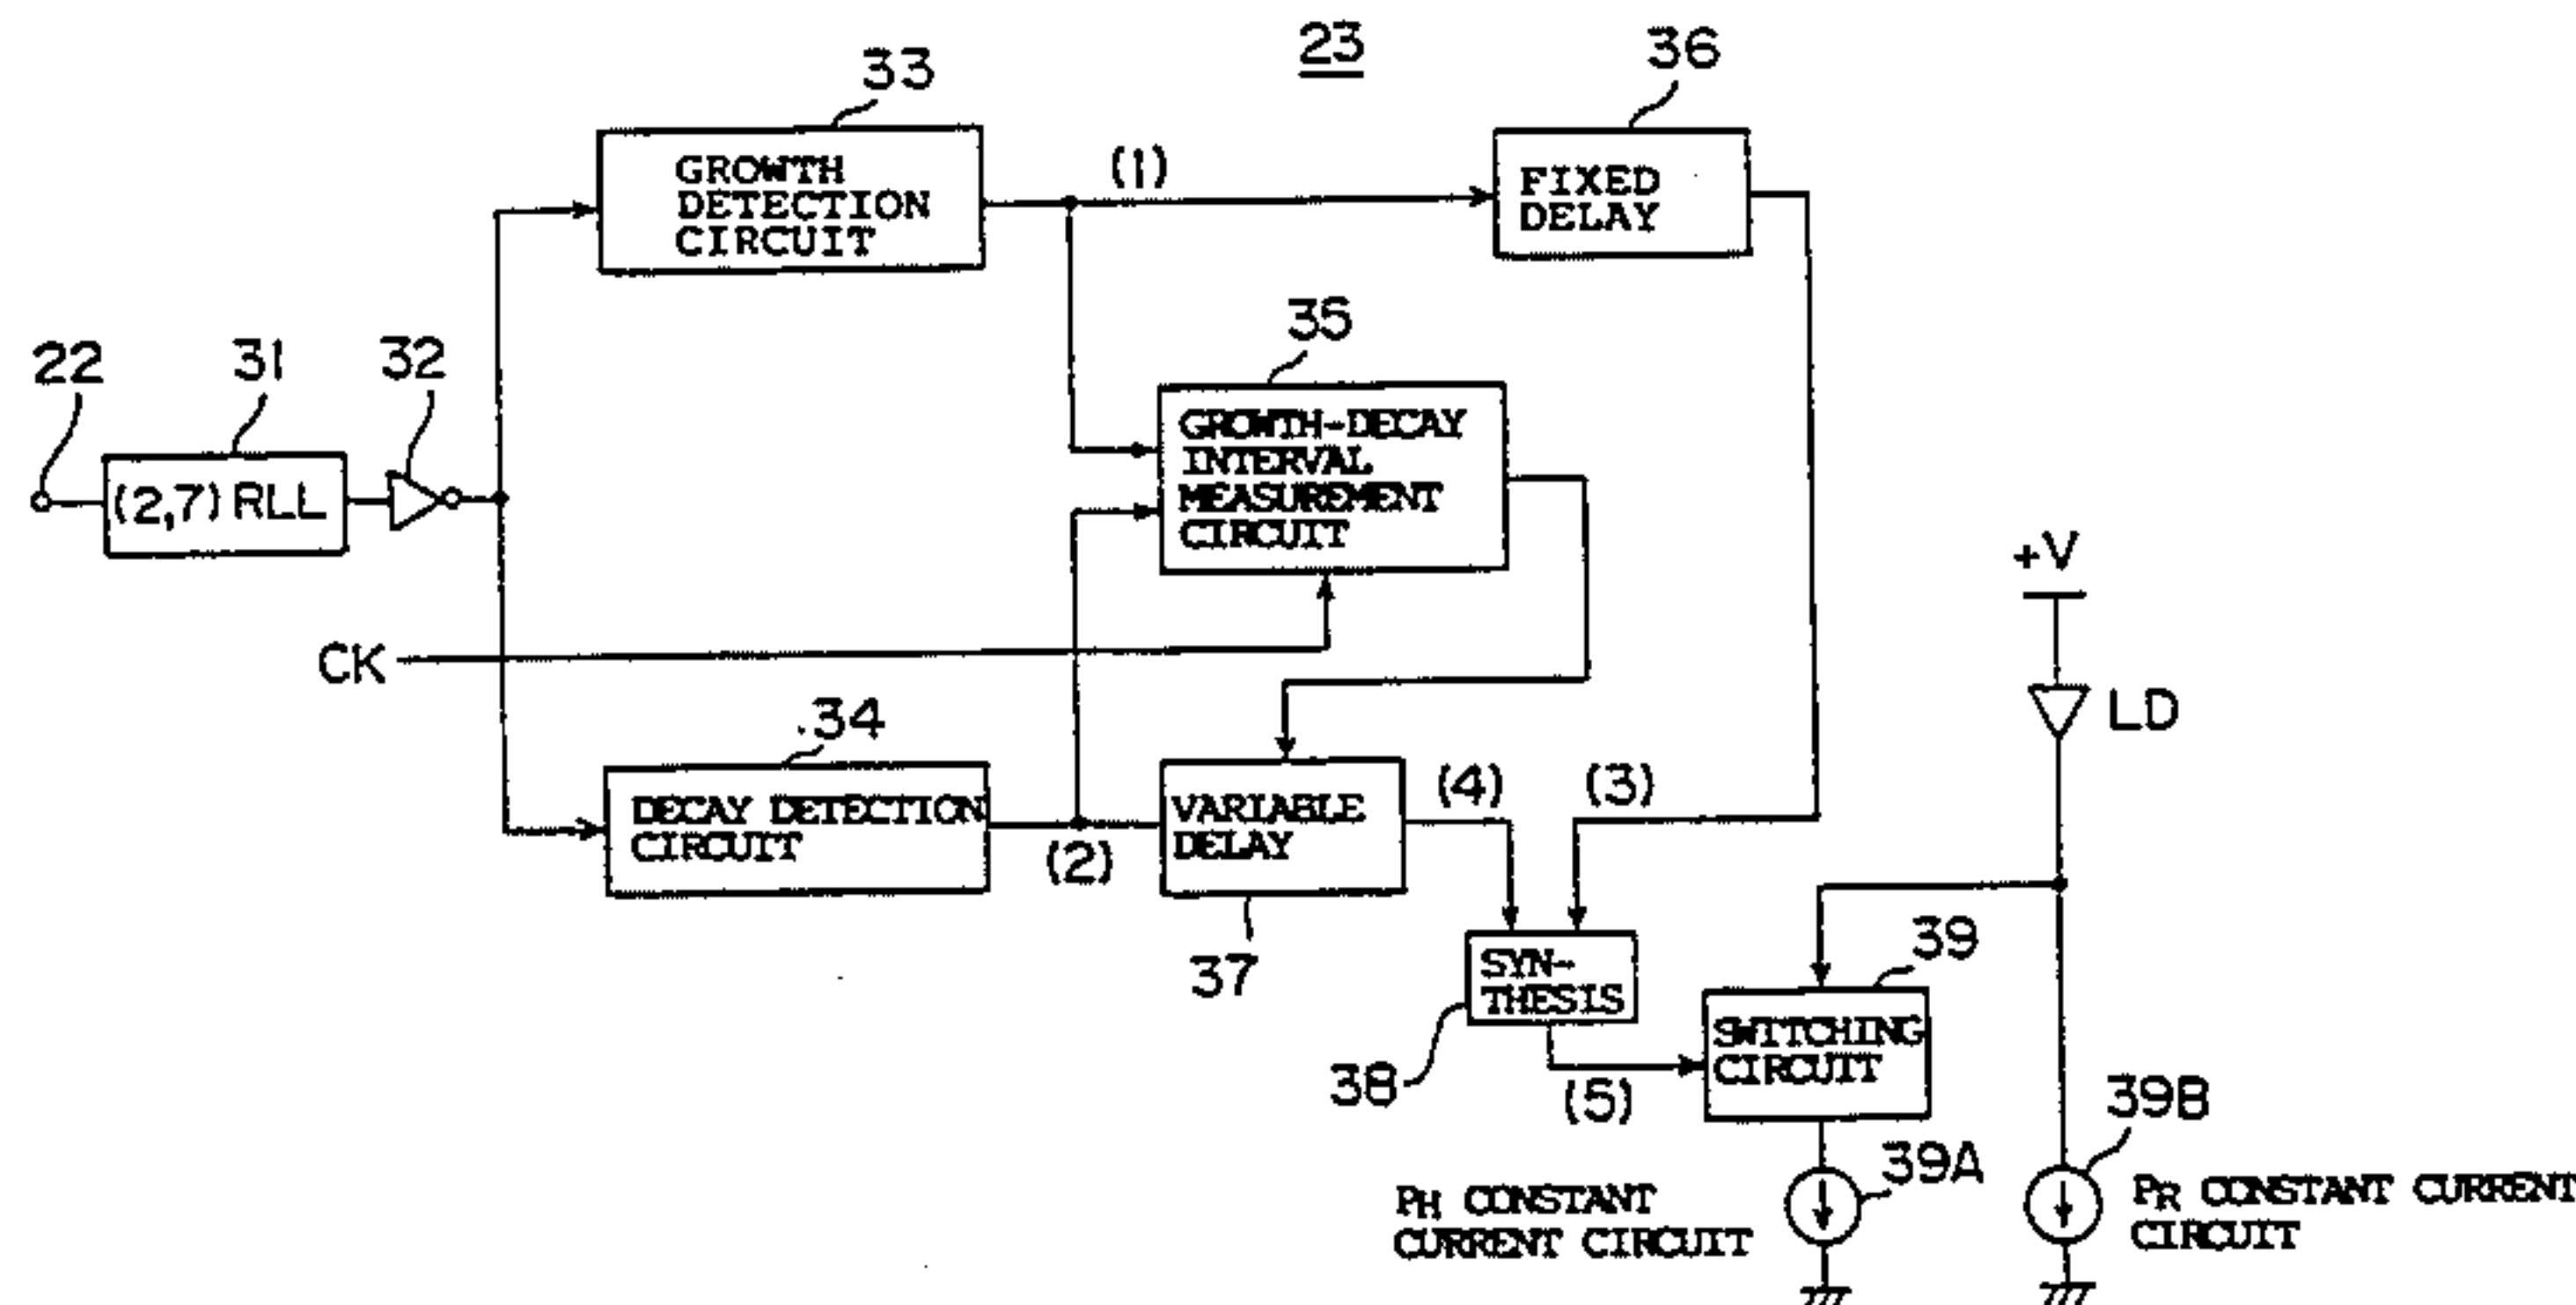 23
33
36
GROWTH
DETECTION
CIRCUIT
(1)
FIXED
DELAY
35
22
31
32
(2,7) RLL
GROWTH-DECAY
INTERVAL
MEASUREMENT
CIRCUIT
+V
CK
LD
34
DECAY DETECTION
CIRCUIT
(2)
VARIABLE
DELAY
(4)
(3)
37
SYN-
THESIS
39
SWITCHING
CIRCUIT
38
(5)
39B
39A
PH CONSTANT
CURRENT CIRCUIT
PR CONSTANT CURRENT
CIRCUIT